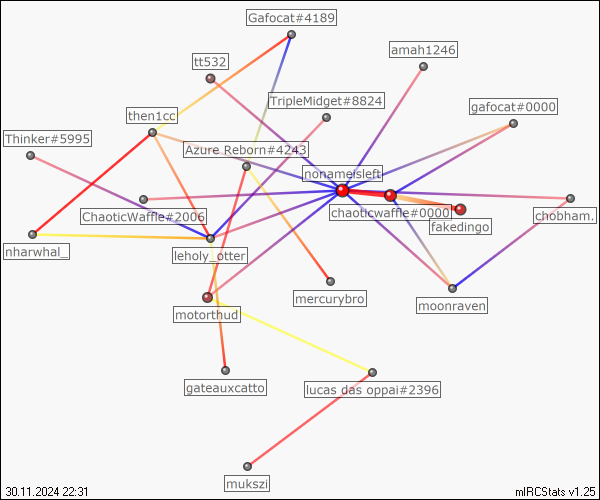 Gafocat#4189
amah1246
tt532
TripleMidget#8824
gafocat#0000
then1cc
Thinker#5995
Azure Reborn#4243
nonameisleft
ChaoticWaffle#2006
chaoticwaffle#0000
chobham.
fakedingo
nharwhal_
leholy_otter
mercurybro
moonraven
motorthud
gateauxcatto
lucas das oppai#2396
mukszi
30.11.2024 22:31
mIRCStats v1.25